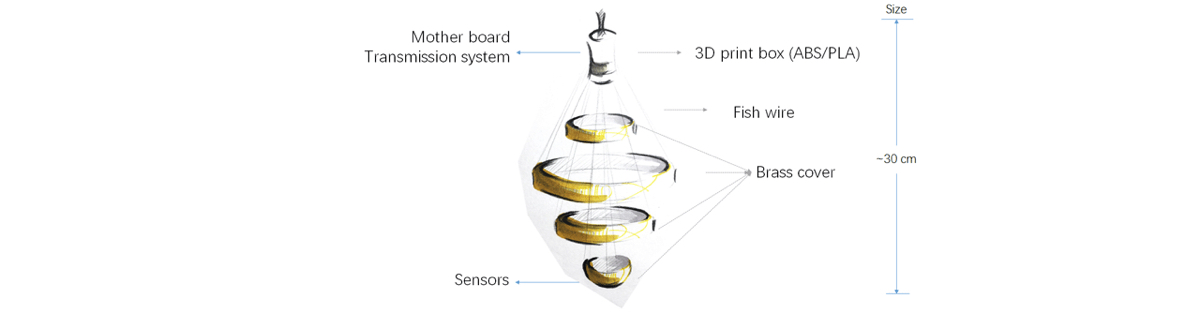 Size
Mother board
Transmission system
3D print box (ABS/PLA)
Fish wire
~30 cm
Brass cover
Sensors